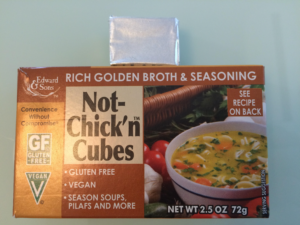 Edward
& Sons
RICH GOLDEN BROTH & SEASONING
Convenience
Without
Compromise®
Not-
Chick'n™
Cubes
SEE
RECIPE
ON BACK
GF
GLUTEN
FREE
VEGAN
V
• GLUTEN FREE
• VEGAN
• SEASON SOUPS,
PILAFS AND MORE
NET WT 2.5 OZ 72g